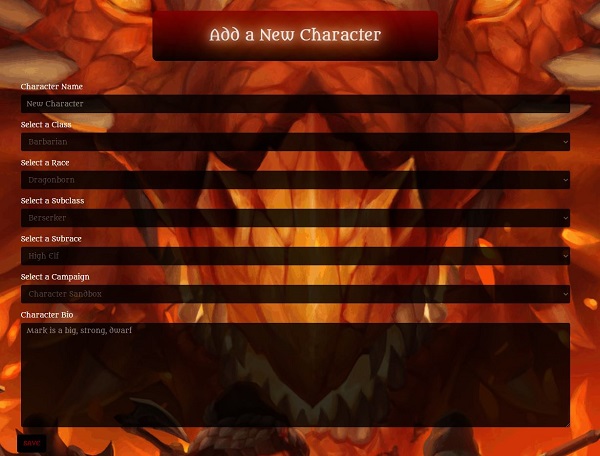 Add a New Character
Character Name
New Character
Select a Class
Barbarian
Select a Race
Dragonborn
Select a Subclass
Berserker
Select a Subrace
High Elf
Select a Campaign
Character Sandbox
Character Bio
Mark is a big, strong, dwarf
SAVE